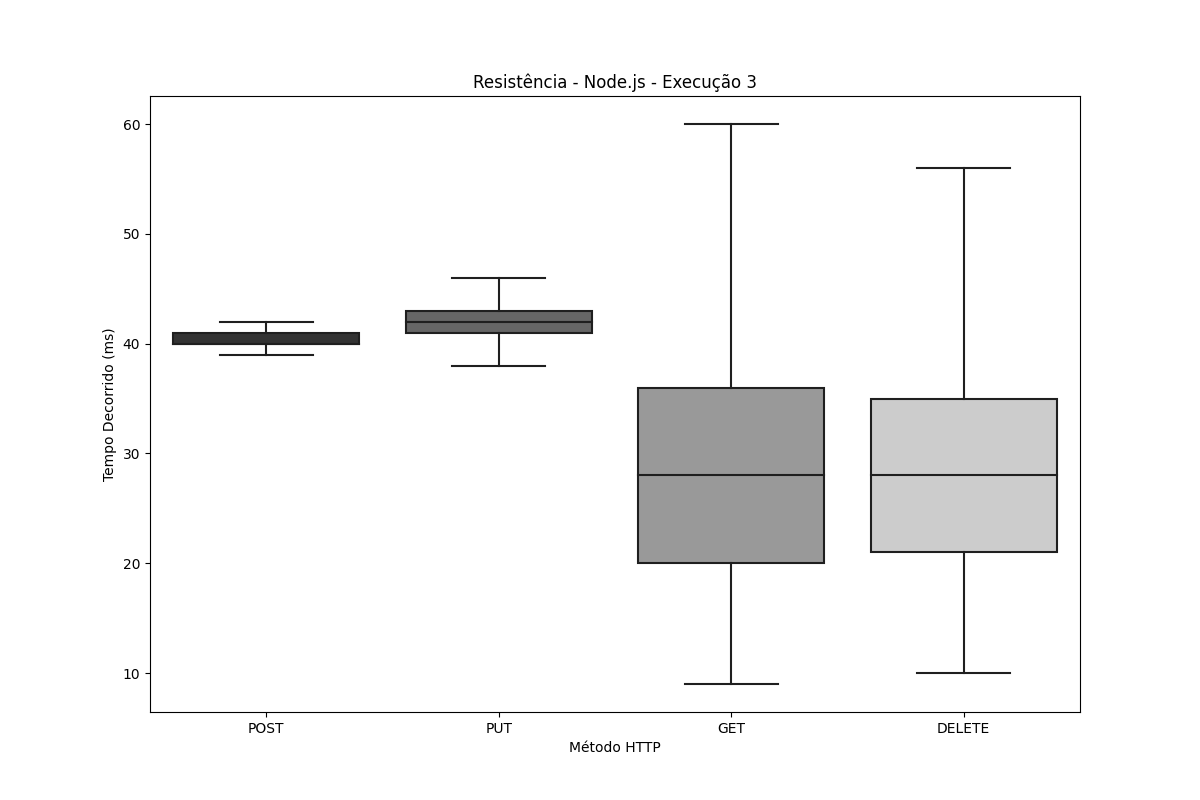 Resistência - Node.js - Execução 3
60
50
40
30
20
10
Tempo Decorrido (ms)
POST PUT GET DELETE
Método HTTP